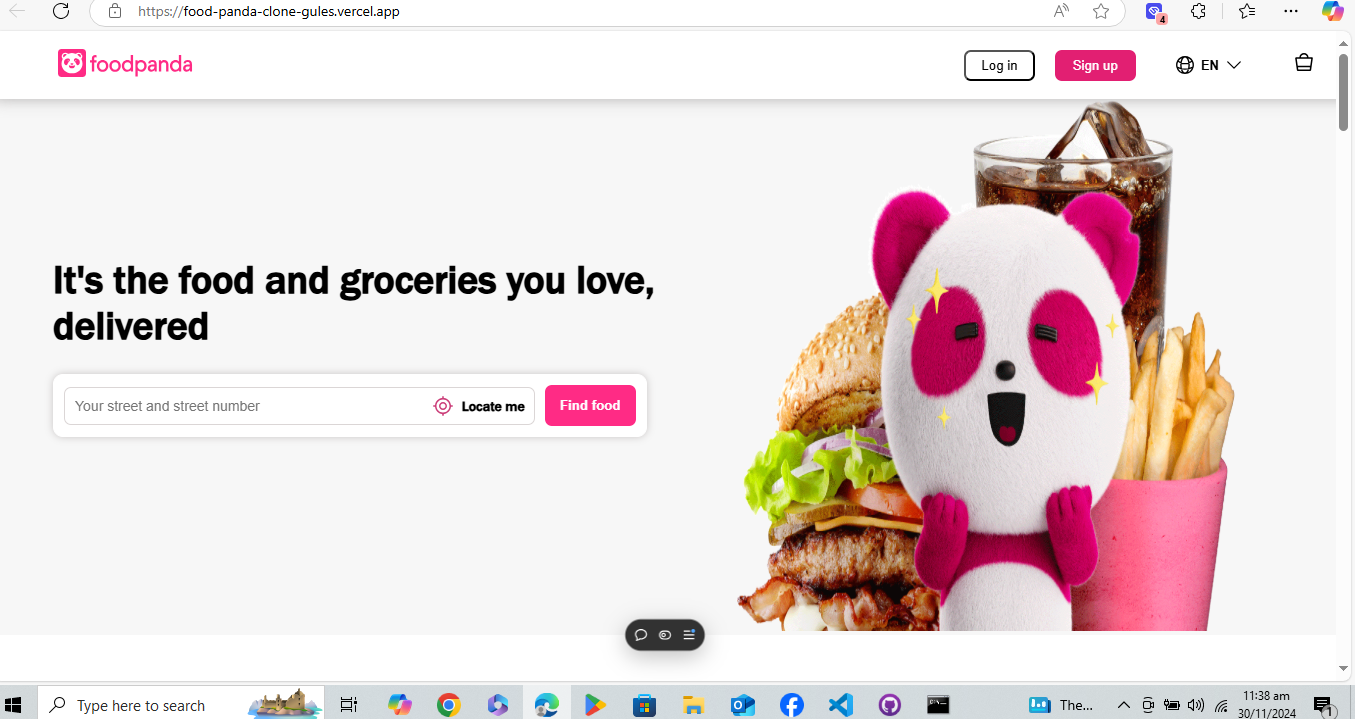 https://food-panda-clone-gules.vercel.app
4
foodpanda
Log in
Sign up
EN
It's the food and groceries you love,
delivered
Your street and street number
Locate me
Find food
Type here to search
The...
11:38 am
30/11/2024
1